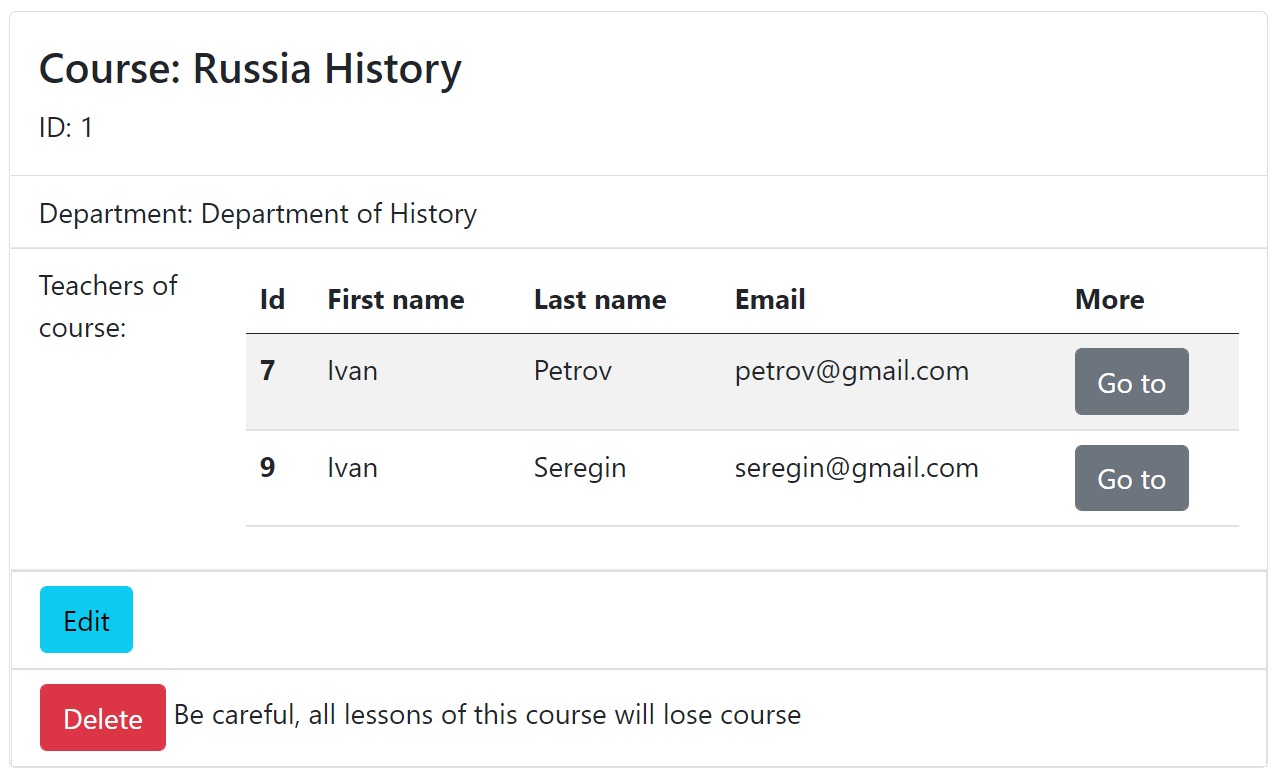 Course: Russia History
ID: 1
Department: Department of History
Teachers of
course:
Id First name Last name Email More
7 Ivan Petrov petrov@gmail.com Go to
9 Ivan Seregin seregin@gmail.com Go to
Edit
Delete Be careful, all lessons of this course will lose course